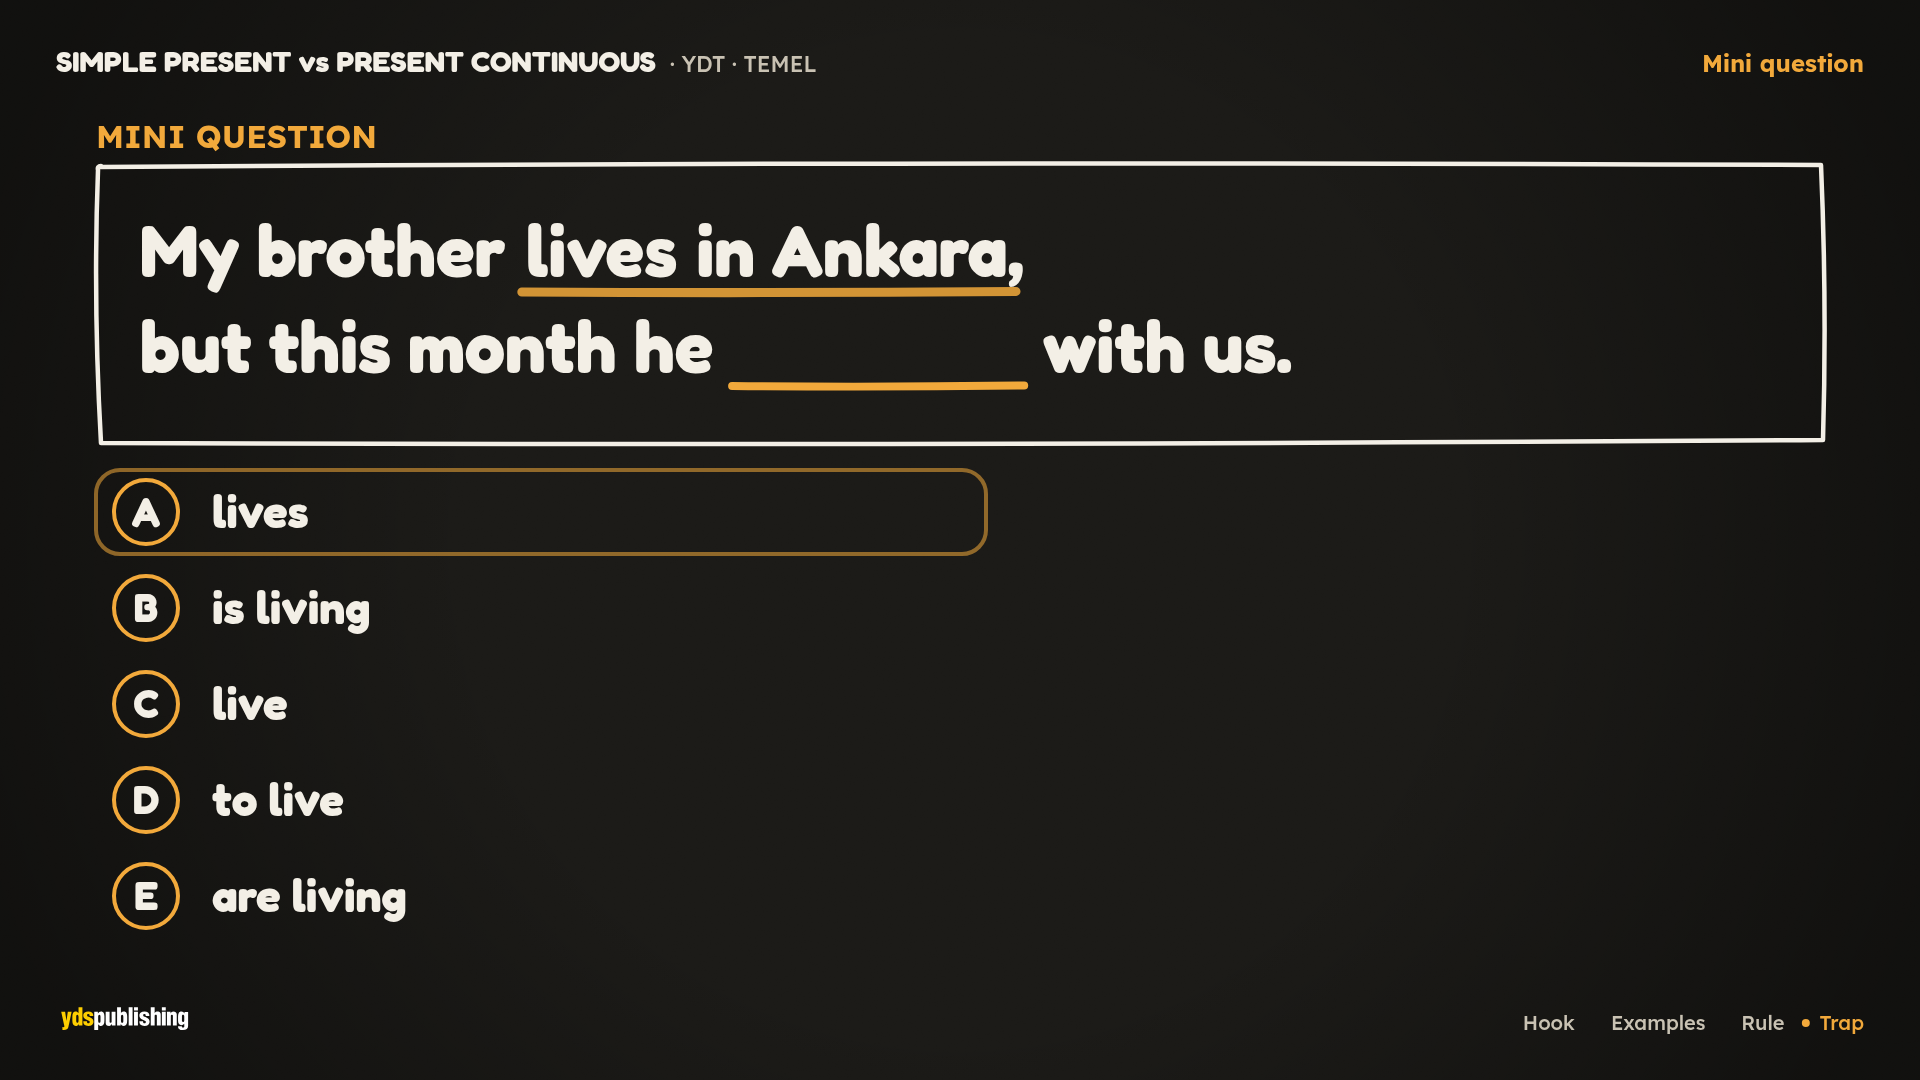 SIMPLE PRESENT vs PRESENT CONTINUOUS · YDT · TEMEL
Mini question
MINI QUESTION
My brother lives in Ankara,
but this month he ______ with us.
A lives
B is living
C live
D to live
E are living
ydspublishing
Hook Examples Rule • Trap